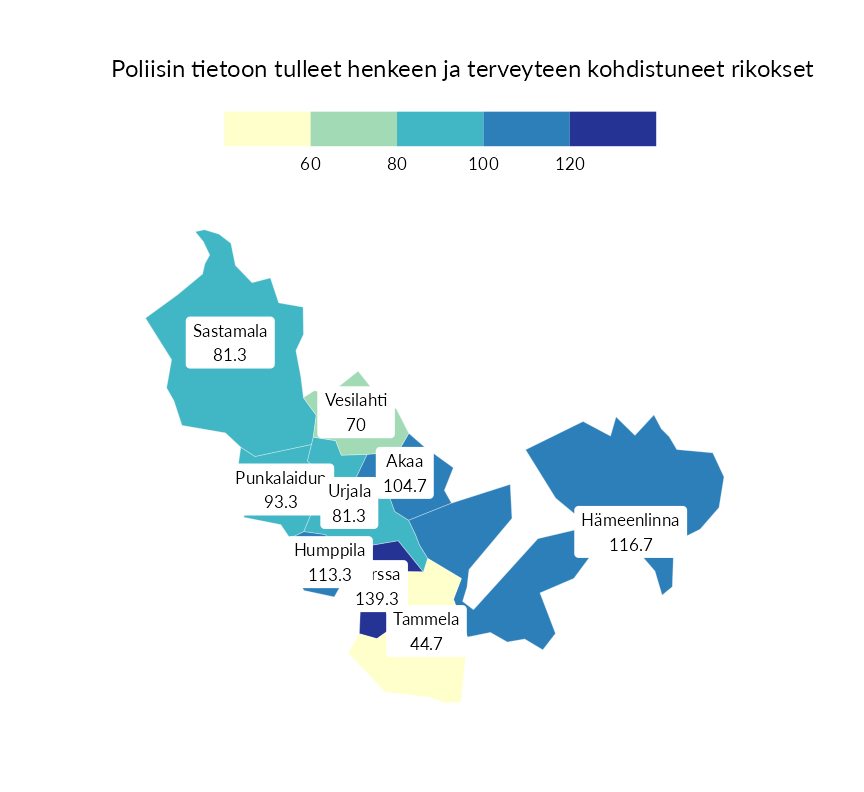 Poliisin tietoon tulleet henkeen ja terveyteen kohdistuneet rikokset
60 80 100 120
Sastamala
81.3
Vesilahti
70
Akaa
104.7
Punkalaidun
93.3
Urjala
81.3
Hämeenlinna
116.7
Humppila
113.3
rssa
139.3
Tammela
44.7